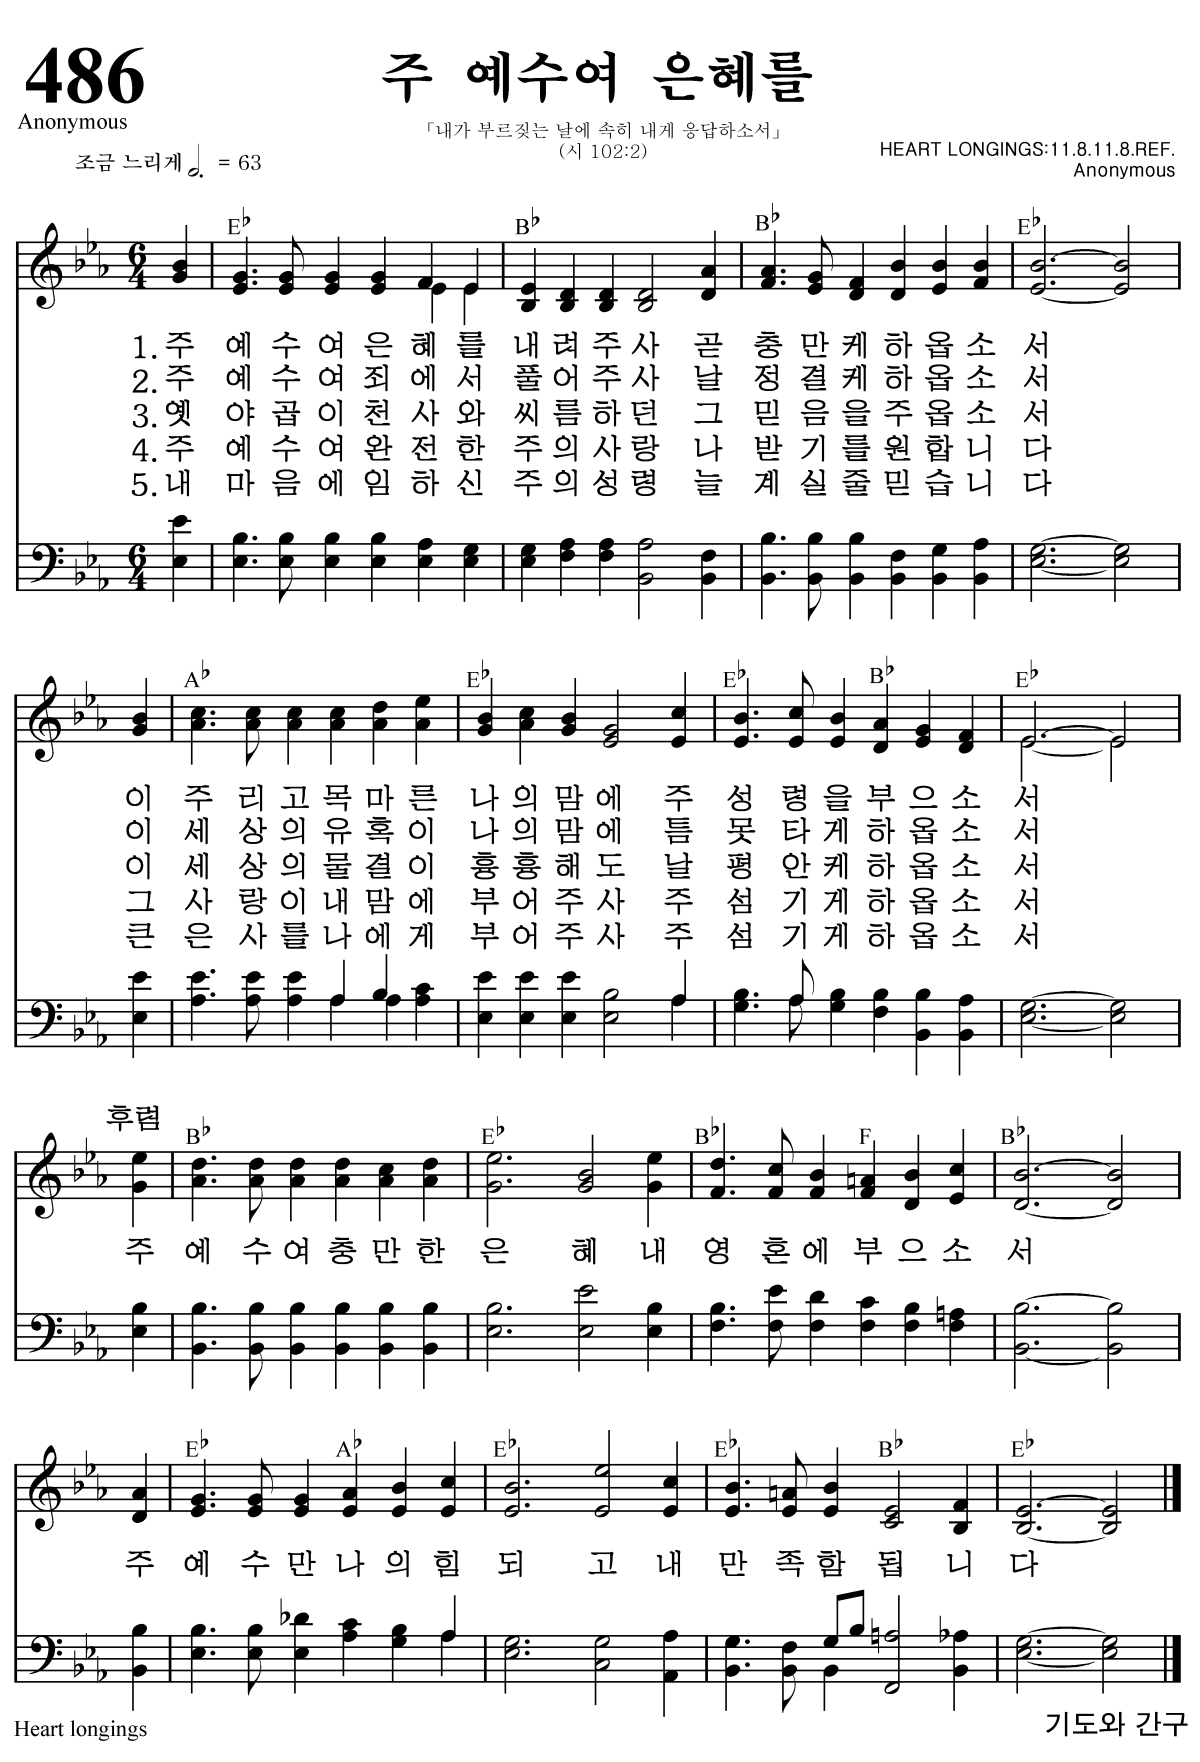 486
주 예수여 은혜를
Anonymous
「내가 부르짖는 날에 속히 내게 응답하소서」
(시 102:2)
조금 느리게 = 63
HEART LONGINGS:11.8.11.8.REF.
Anonymous
E♭ B♭ B♭ E♭
1. 주 예 수 여 은 혜 를 내 려 주 사 곧 충 만 케 하 옵 소 서
2. 주 예 수 여 죄 에 서 풀 어 주 사 날 정 결 케 하 옵 소 서
3. 옛 야 곱 이 천 사 와 씨 름 하 던 그 믿 음 을 주 옵 소 서
4. 주 예 수 여 완 전 한 주 의 사 랑 나 받 기 를 원 합 니 다
5. 내 마 음 에 임 하 신 주 의 성 령 늘 계 실 줄 믿 습 니 다
A♭ E♭ E♭ B♭ E♭
이 주 리 고 목 마 른 나 의 맘 에 주 성 령 을 부 으 소 서
이 세 상 의 유 혹 이 나 의 맘 에 틈 못 타 게 하 옵 소 서
이 세 상 의 물 결 이 흉 흉 해 도 날 평 안 케 하 옵 소 서
그 사 랑 이 내 맘 에 부 어 주 사 주 섬 기 게 하 옵 소 서
큰 은 사 를 나 에 게 부 어 주 사 주 섬 기 게 하 옵 소 서
후렴
B♭ E♭ B♭ F B♭
주 예 수 여 충 만 한 은 혜 내 영 혼 에 부 으 소 서
E♭ A♭ E♭ E♭ B♭ E♭
주 예 수 만 나 의 힘 되 고 내 만 족 함 됩 니 다
Heart longings
기도와 간구